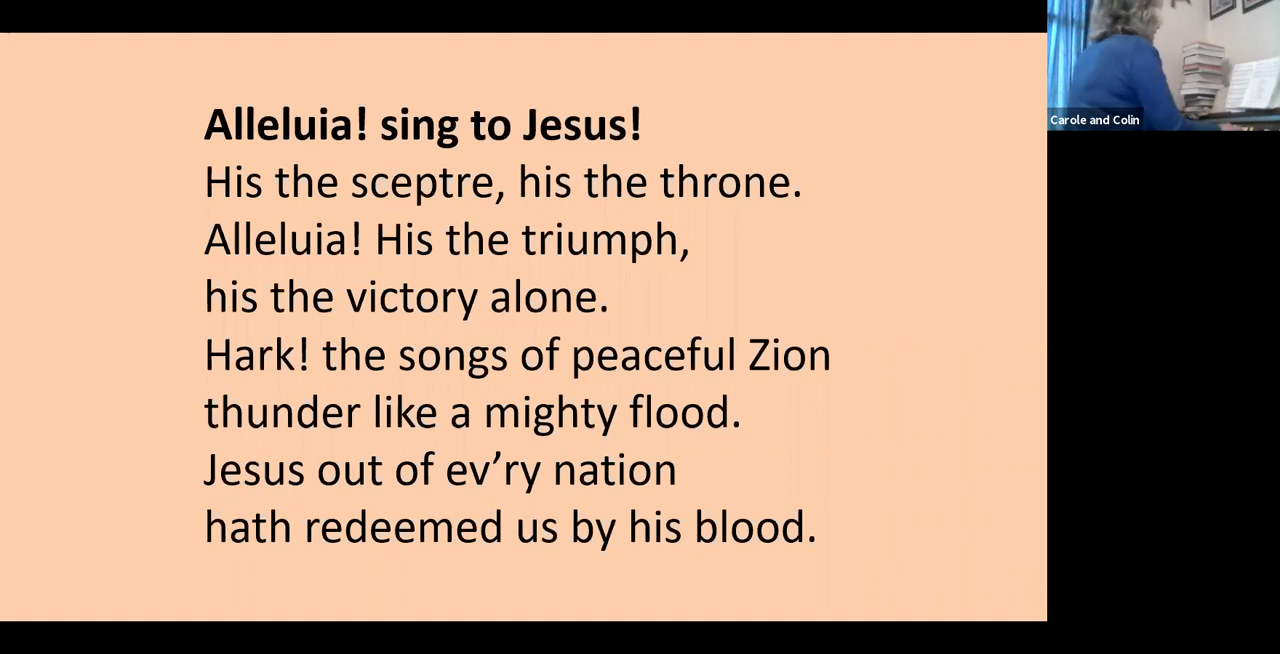 Alleluia! sing to Jesus!
His the sceptre, his the throne.
Alleluia! His the triumph,
his the victory alone.
Hark! the songs of peaceful Zion
thunder like a mighty flood.
Jesus out of ev’ry nation
hath redeemed us by his blood.
Carole and Colin